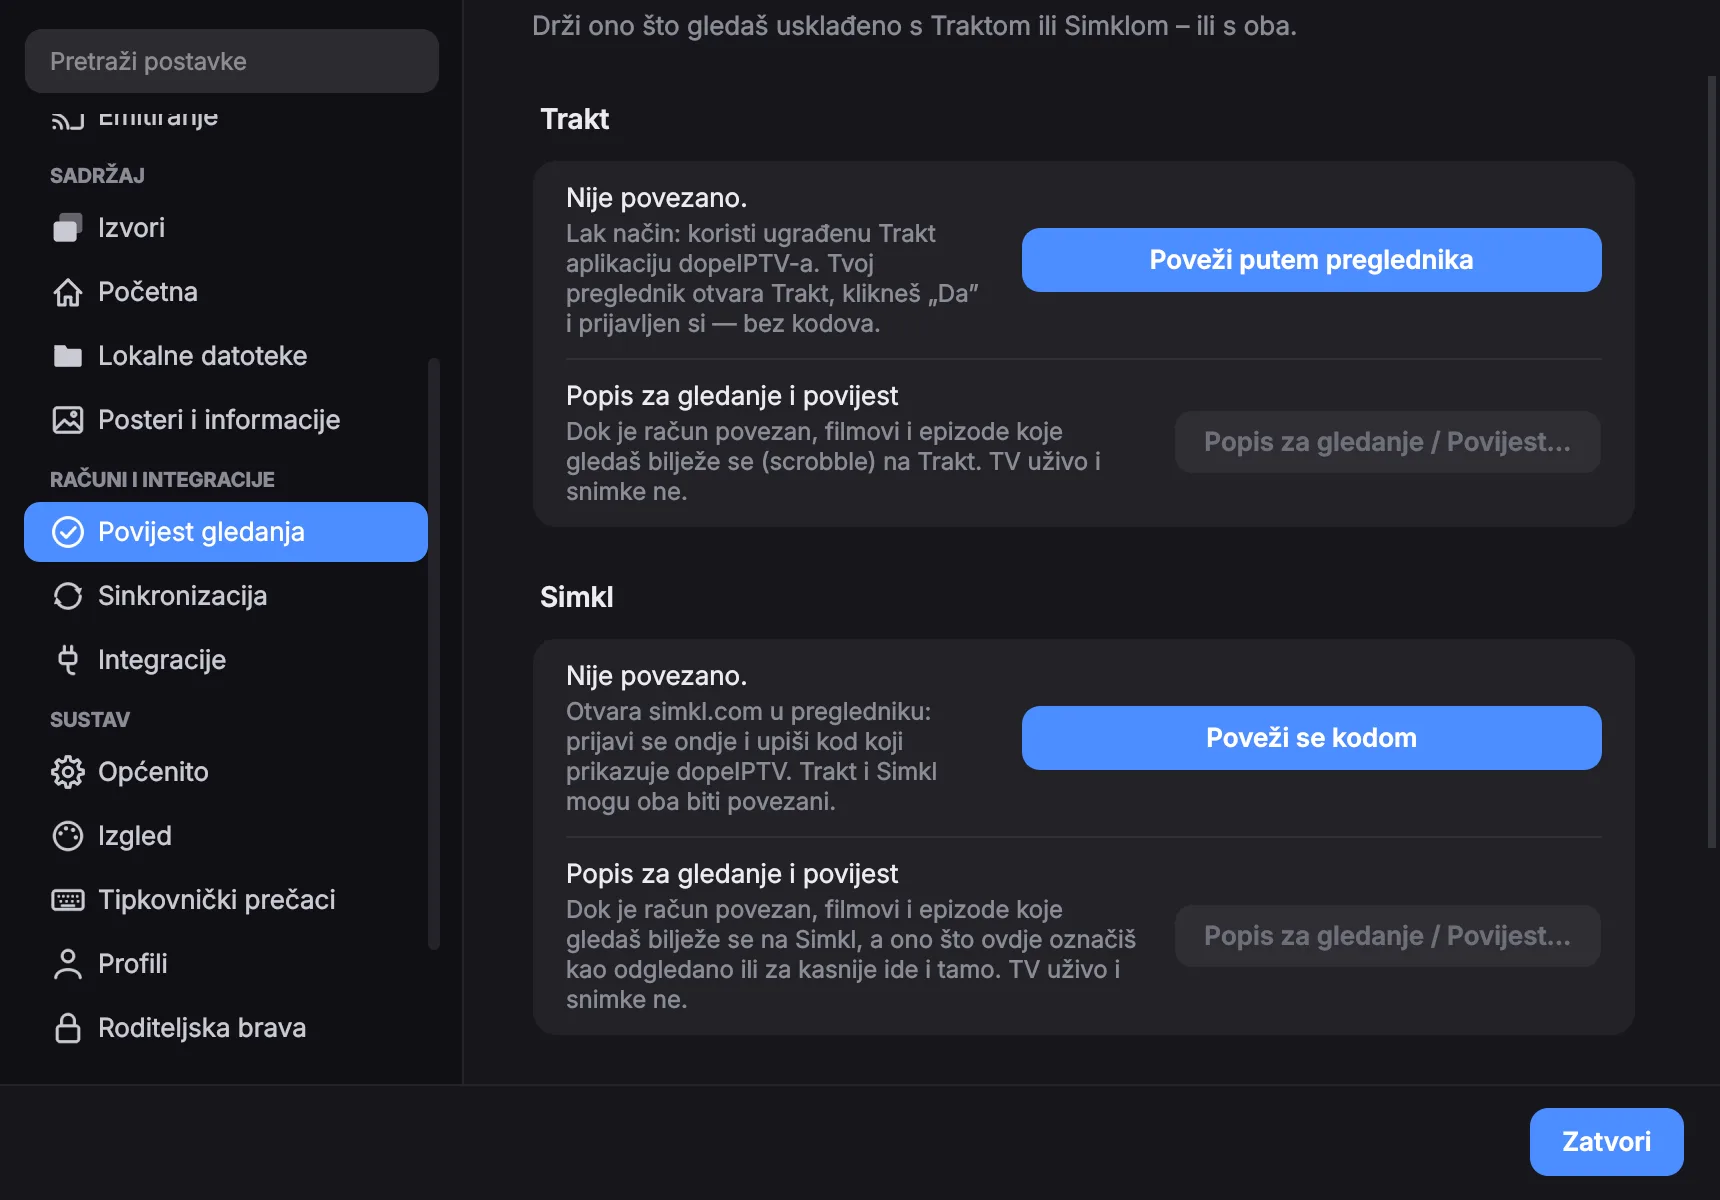 Pretraži postavke
Emitiranje
SADRŽAJ
Izvori
Početna
Lokalne datoteke
Posteri i informacije
RAČUNI I INTEGRACIJE
Povijest gledanja
Sinkronizacija
Integracije
SUSTAV
Općenito
Izgled
Tipkovnički prečaci
Profili
Roditeljska brava
Drži ono što gledaš usklađeno s Traktom ili Simklom – ili s oba.
Trakt
Nije povezano.
Lak način: koristi ugrađenu Trakt
aplikaciju dopeIPTV-a. Tvoj
preglednik otvara Trakt, klikneš „Da”
i prijavljen si — bez kodova.
Poveži putem preglednika
Popis za gledanje i povijest
Dok je račun povezan, filmovi i epizode koje
gledaš bilježe se (scrobble) na Trakt. TV uživo i
snimke ne.
Popis za gledanje / Povijest...
Simkl
Nije povezano.
Otvara simkl.com u pregledniku:
prijavi se ondje i upiši kod koji
prikazuje dopeIPTV. Trakt i Simkl
mogu oba biti povezani.
Poveži se kodom
Popis za gledanje i povijest
Dok je račun povezan, filmovi i epizode koje
gledaš bilježe se na Simkl, a ono što ovdje označiš
kao odgledano ili za kasnije ide i tamo. TV uživo i
snimke ne.
Popis za gledanje / Povijest...
Zatvori